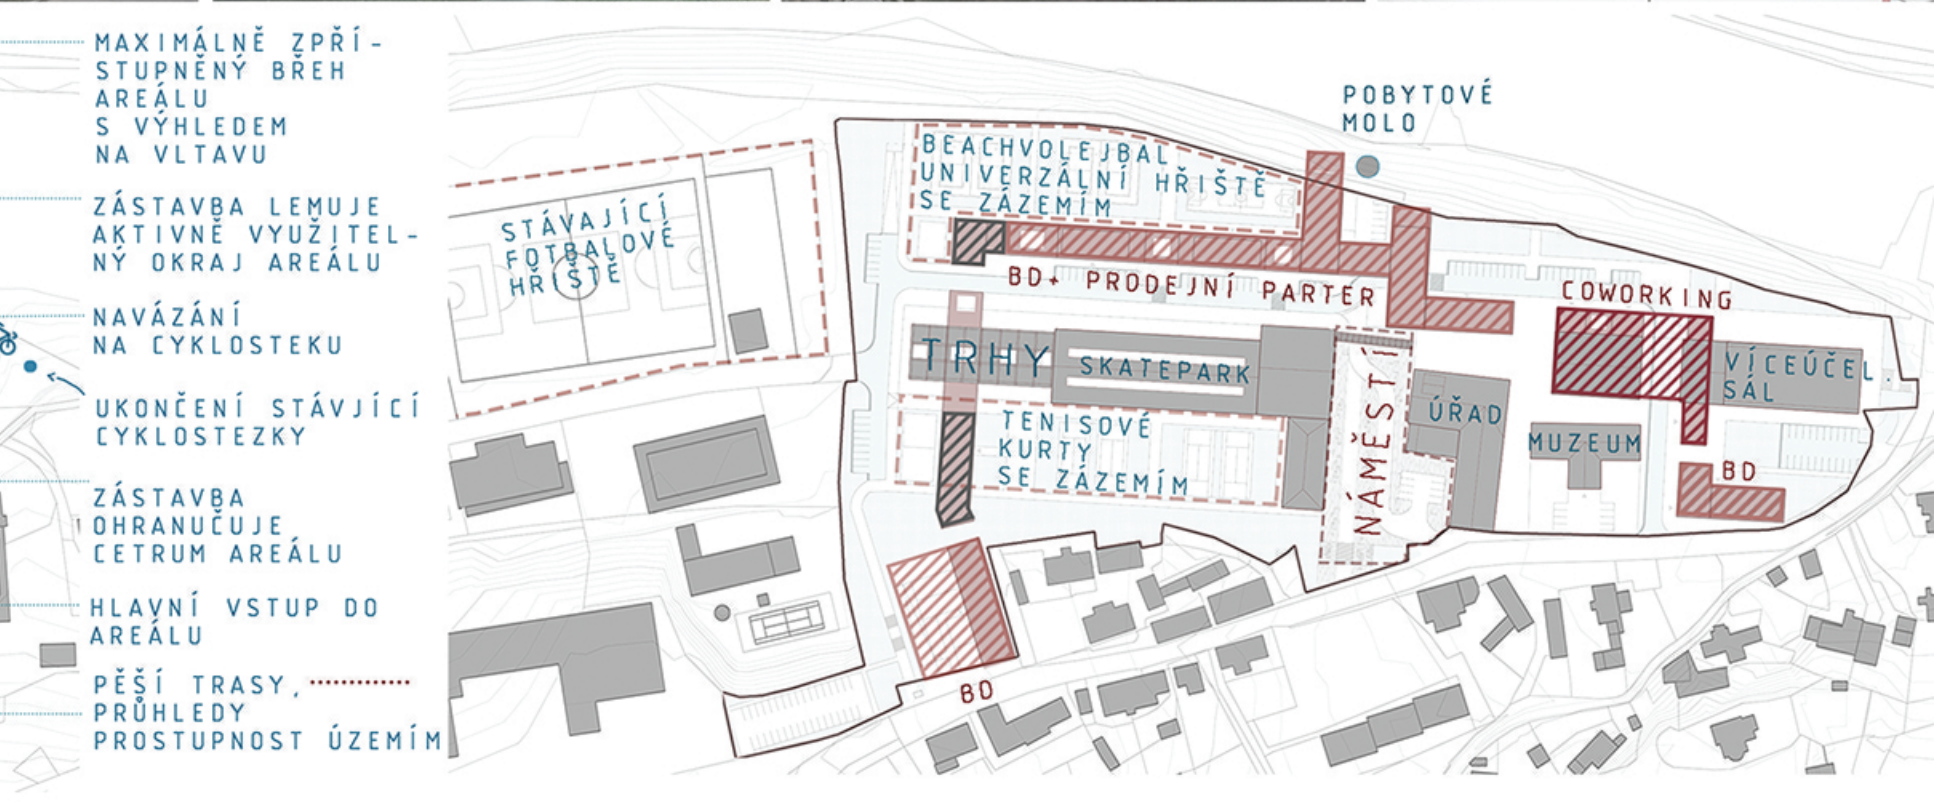 MAXIMÁLNĚ ZPŘÍ-
STUPNĚNÝ BŘEH
AREÁLU
S VÝHLEDEM
NA VLTAVU
ZÁSTAVBA LEMUJE
AKTIVNĚ VYUŽITEL-
NÝ OKRAJ AREÁLU
NAVÁZÁNÍ
NA CYKLOSTEKU
UKONČENÍ STÁVJÍCÍ
CYKLOSTEZKY
ZÁSTAVBA
OHRANUČUJE
CETRUM AREÁLU
HLAVNÍ VSTUP DO
AREÁLU
PĚŠÍ TRASY,
PRŮHLEDY
PROSTUPNOST ÚZEMÍM
POBYTOVÉ
MOLO
BEACHVOLEJBAL
UNIVERZÁLNÍ HŘIŠTĚ
SE ZÁZEMÍM
STÁVAJÍCÍ
FOTBALOVÉ
HŘIŠTĚ
BD+ PRODEJNÍ PARTER
COWORKING
TRHY
SKATEPARK
VÍCEÚČEL.
SÁL
NÁMĚSTÍ
ÚŘAD
MUZEUM
TENISOVÉ
KURTY
SE ZÁZEMÍM
BD
BD